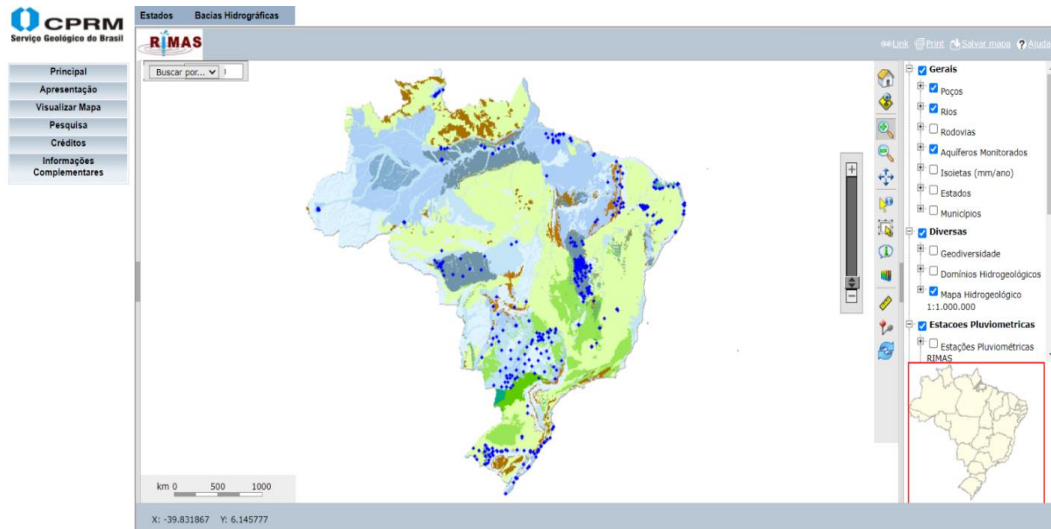 CPRM
Serviço Geológico do Brasil
Principal
Apresentação
Visualizar Mapa
Pesquisa
Créditos
Informações
Complementares
Estados Bacias Hidrográficas
RIMAS
Link Print Salvar mapa Ajuda
Buscar por...
Gerais
Poços
Rios
Rodovias
Aquíferos Monitorados
Isoietas (mm/ano)
Estados
Municípios
Diversas
Geodiversidade
Domínios Hidrogeológicos
Mapa Hidrogeológico
1:1.000.000
Estacoes Pluviometricas
Estações Pluviométricas
RIMAS
km 0 500 1000
X: -39.831867 Y: 6.145777